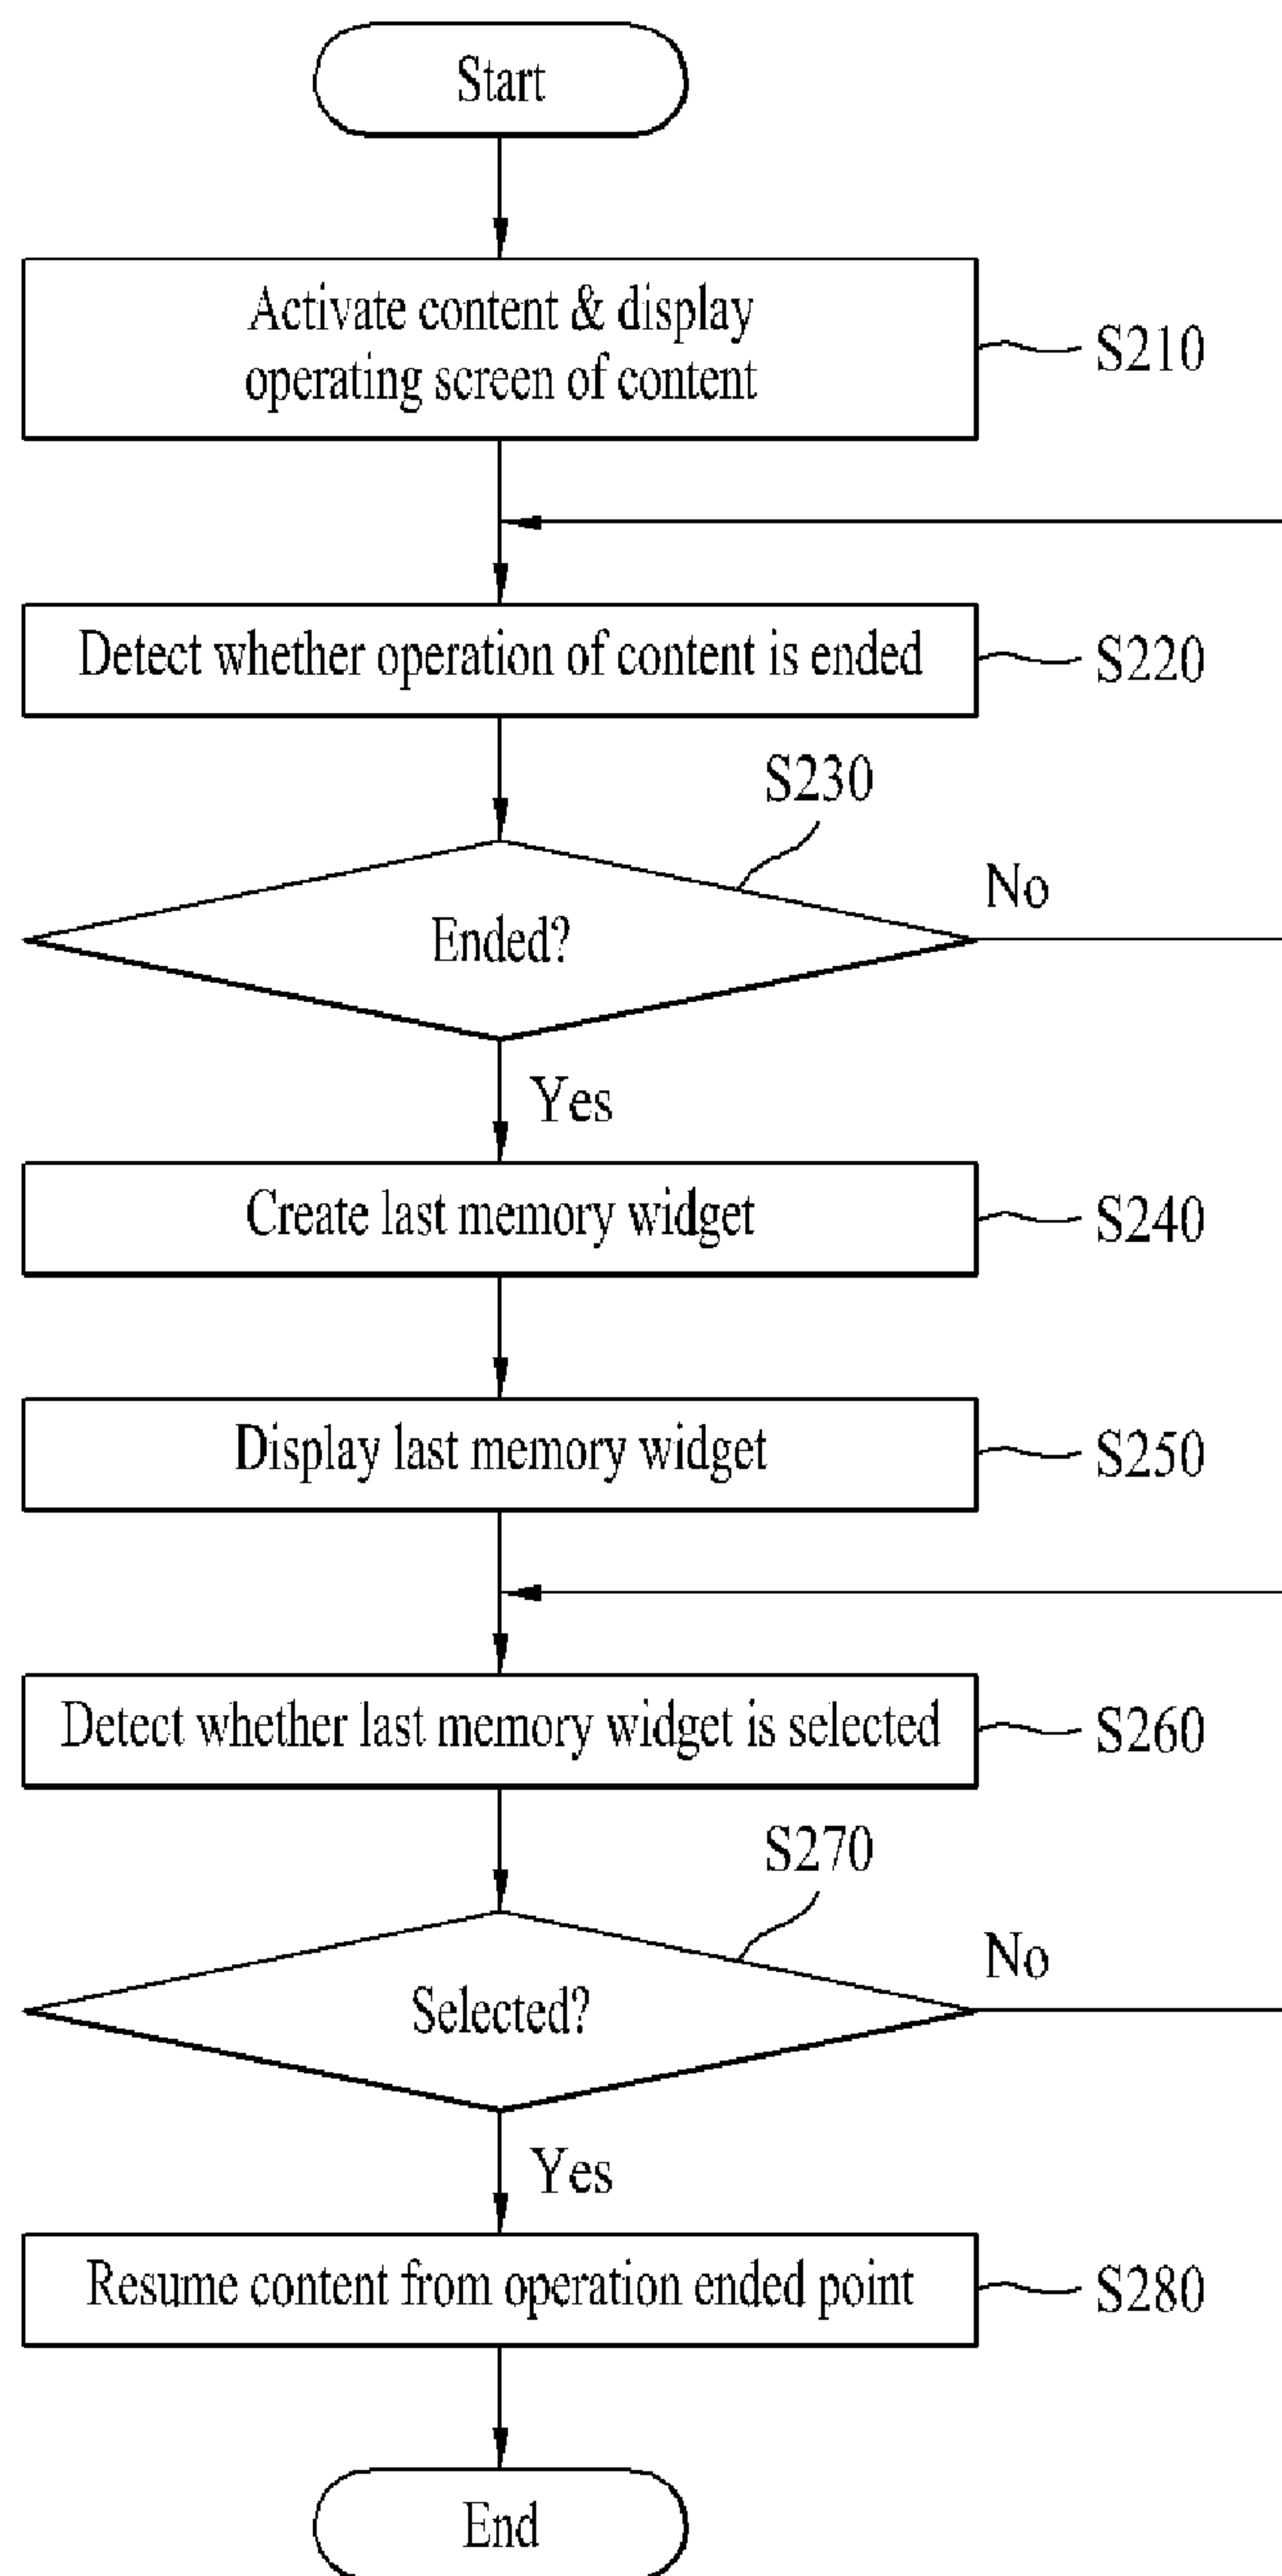 Start
Activate content & display
operating screen of content
S210
Detect whether operation of content is ended
S220
S230
Ended?
No
Yes
Create last memory widget
S240
Display last memory widget
S250
Detect whether last memory widget is selected
S260
S270
Selected?
No
Yes
Resume content from operation ended point
S280
End